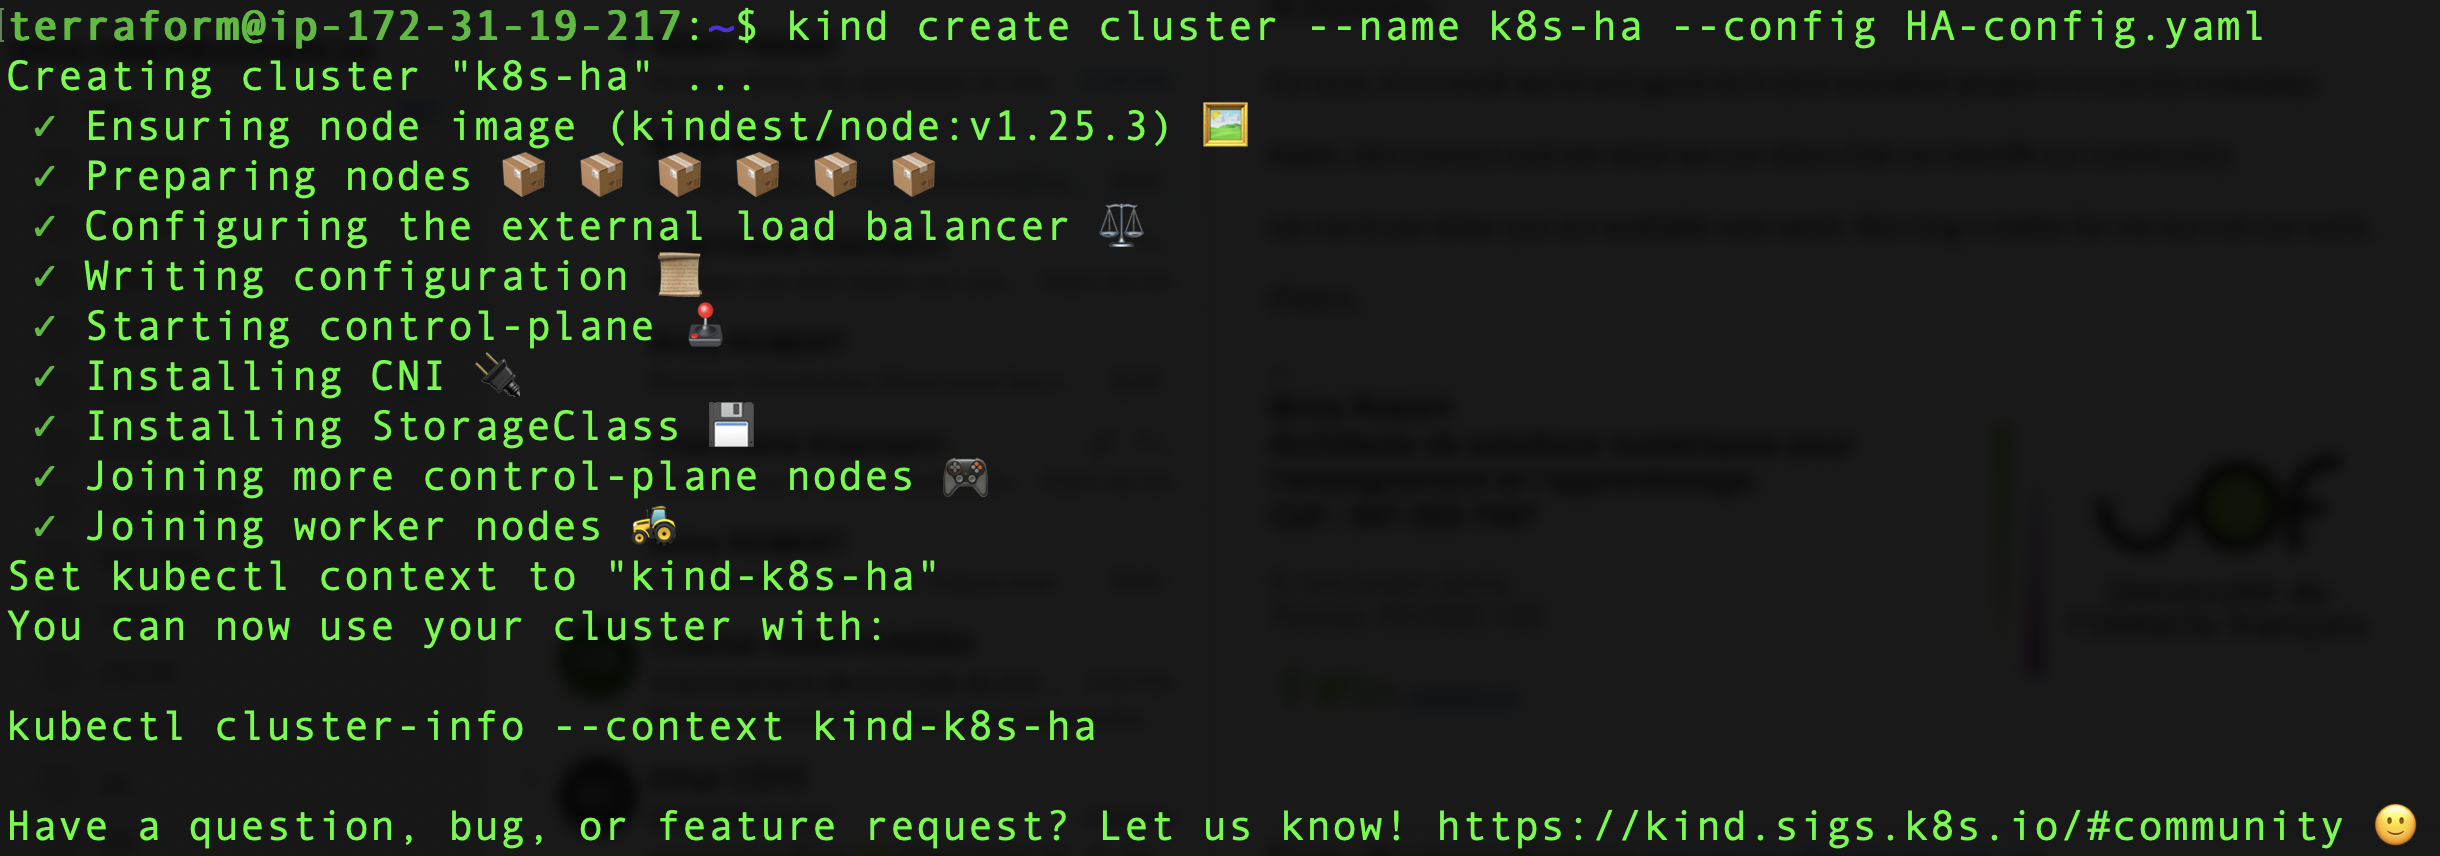 terraform@ip-172-31-19-217:~$ kind create cluster --name k8s-ha --config HA-config.yaml
Creating cluster "k8s-ha" ...
✓ Ensuring node image (kindest/node:v1.25.3) 🖼
✓ Preparing nodes 📦 📦 📦 📦 📦 📦
✓ Configuring the external load balancer ⚖️
✓ Writing configuration 📜
✓ Starting control-plane 🕹️
✓ Installing CNI 🔌
✓ Installing StorageClass 💾
✓ Joining more control-plane nodes 🎮
✓ Joining worker nodes 🚜
Set kubectl context to "kind-k8s-ha"
You can now use your cluster with:
kubectl cluster-info --context kind-k8s-ha
Have a question, bug, or feature request? Let us know! https://kind.sigs.k8s.io/#community 🙂